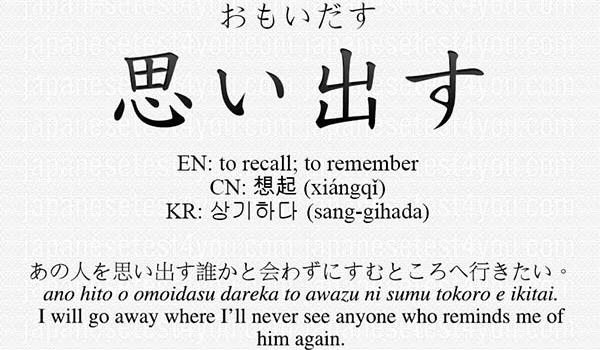 おもいだす
思い出す
EN: to recall; to remember
CN: 想起 (xiángqǐ)
KR: 상기하다 (sang-gihada)
あの人を思い出す誰かと会わずにすむところへ行きたい。
ano hito o omoidasu dareka to awazu ni sumu tokoro e ikitai.
I will go away where I’ll never see anyone who reminds me of
him again.